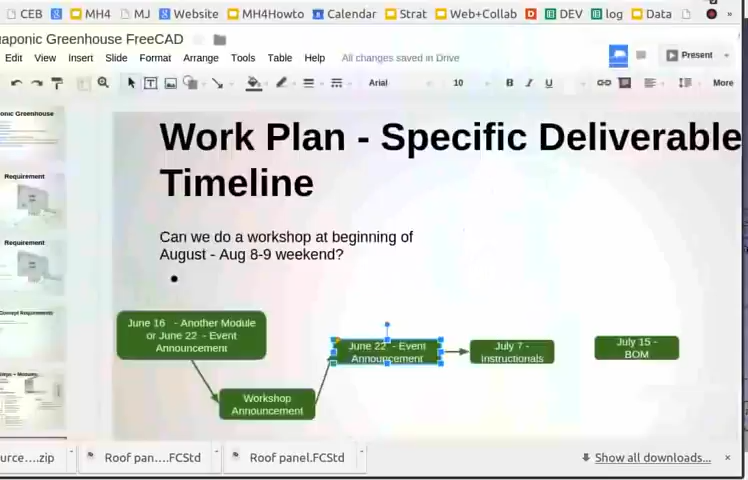 CEB MH4 MJ Website MH4Howto Calendar Strat Web+Collab DEV log Data »
uaponic Greenhouse FreeCAD
Edit View Insert Slide Format Arrange Tools Table Help All changes saved in Drive
Present
Arial 10 B I U More
onic Greenhouse
Requirement
Requirement
Work Plan - Specific Deliverable
Timeline
Can we do a workshop at beginning of
August - Aug 8-9 weekend?
•
June 16 - Another Module
or June 22 - Event
Announcement
Workshop
Announcement
June 22 - Event
Announcement
July 7 -
Instructionals
July 15 -
BOM
urce....zip Roof pan....FCStd Roof panel.FCStd Show all downloads...